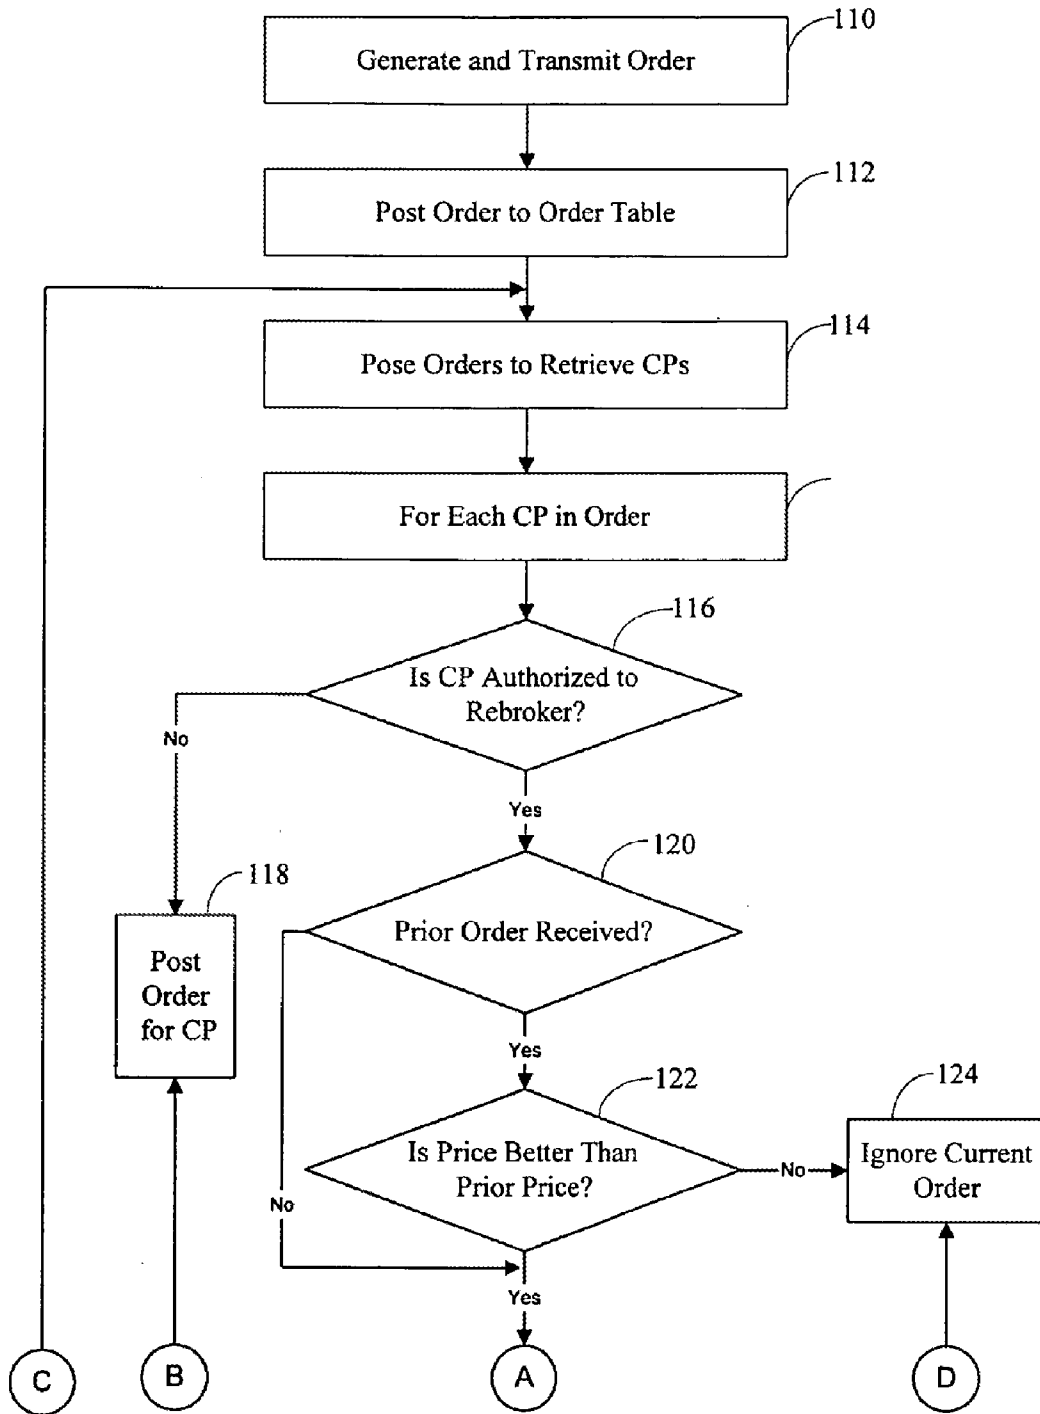 110
Generate and Transmit Order
112
Post Order to Order Table
114
Pose Orders to Retrieve CPs
For Each CP in Order
116
Is CP Authorized to
Rebroker?
No
Yes
118
Post
Order
for CP
120
Prior Order Received?
Yes
No
122
Is Price Better Than
Prior Price?
No
124
Ignore Current
Order
Yes
C
B
A
D